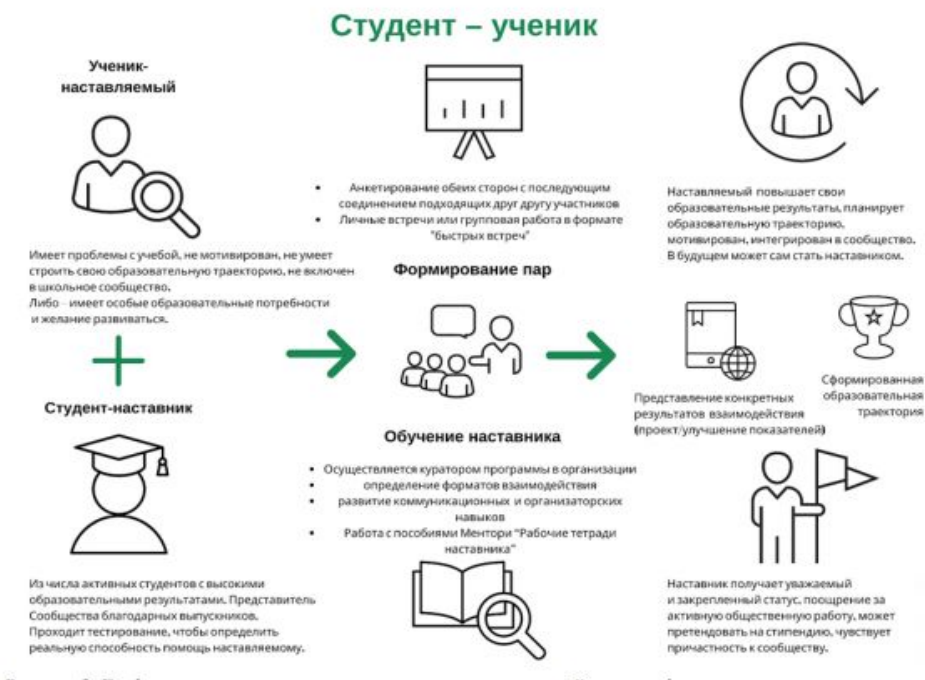 Студент – ученик
Ученик-
наставляемый
Имеет проблемы с учебой, не мотивирован, не умеет
строить свою образовательную траекторию, не включен
в школьное сообщество.
Либо – имеет особые образовательные потребности
и желание развиваться.
Студент-наставник
Из числа активных студентов с высокими
образовательными результатами. Представитель
Сообщества благодарных выпускников.
Проходит тестирование, чтобы определить
реальную способность помощь наставляемому.
• Анкетирование обеих сторон с последующим
соединением подходящих друг другу участников
• Личные встречи или групповая работа в формате
"быстрых встреч"
Формирование пар
Обучение наставника
• Осуществляется куратором программы в организации
• определение форматов взаимодействия
• развитие коммуникационных и организаторских
навыков
• Работа с пособиями Ментори "Рабочие тетради
наставника"
Наставляемый повышает свои
образовательные результаты, планирует
образовательную траекторию,
мотивирован, интегрирован в сообщество.
В будущем может сам стать наставником.
Представление конкретных
результатов взаимодействия
(проект/улучшение показателей)
Сформированная
образовательная
траектория
Наставник получает уважаемый
и закрепленный статус, поощрение за
активную общественную работу, может
претендовать на стипендию, чувствует
причастность к сообществу.